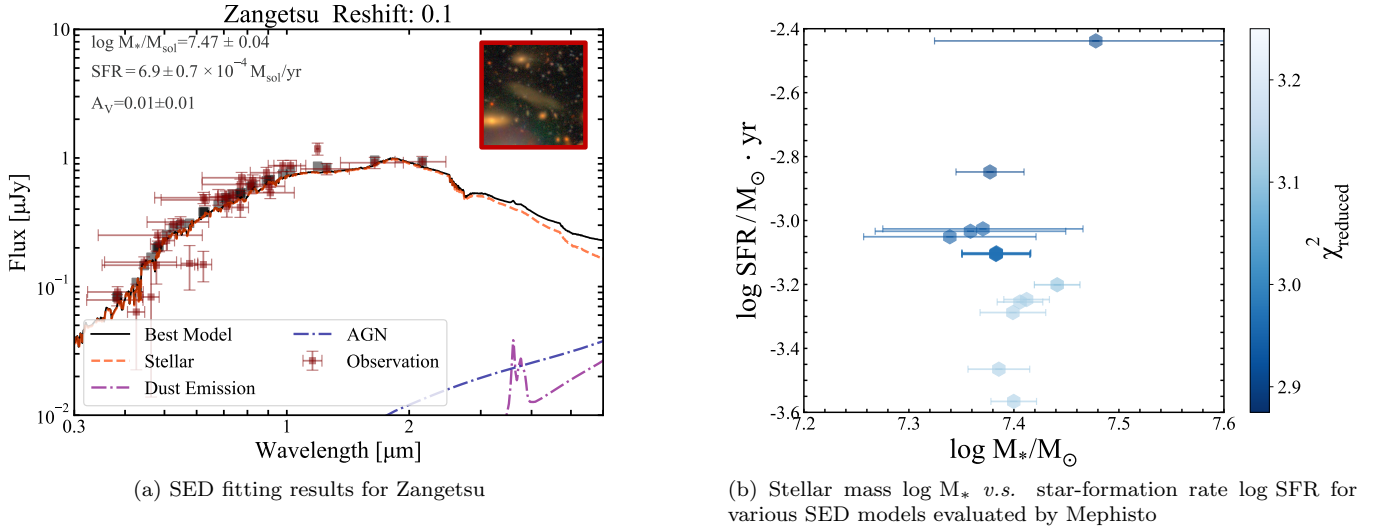 Zangetsu Reshift: 0.1
log M*/Msol=7.47 ± 0.04
SFR=6.9±0.7 ×10⁻⁴ Msol/yr
AV=0.01±0.01
10
1
10⁻¹
10⁻²
Flux [μJy]
Best Model
Stellar
Dust Emission
AGN
Observation
0.3
1
2
Wavelength [μm]
(a) SED fitting results for Zangetsu
-2.4
-2.6
-2.8
-3.0
-3.2
-3.4
-3.6
log SFR/M⊙ · yr
7.2
7.3
7.4
7.5
7.6
log M*/M⊙
3.2
3.1
3.0
2.9
χ²reduced
(b) Stellar mass log M* v.s. star-formation rate log SFR for
various SED models evaluated by Mephisto